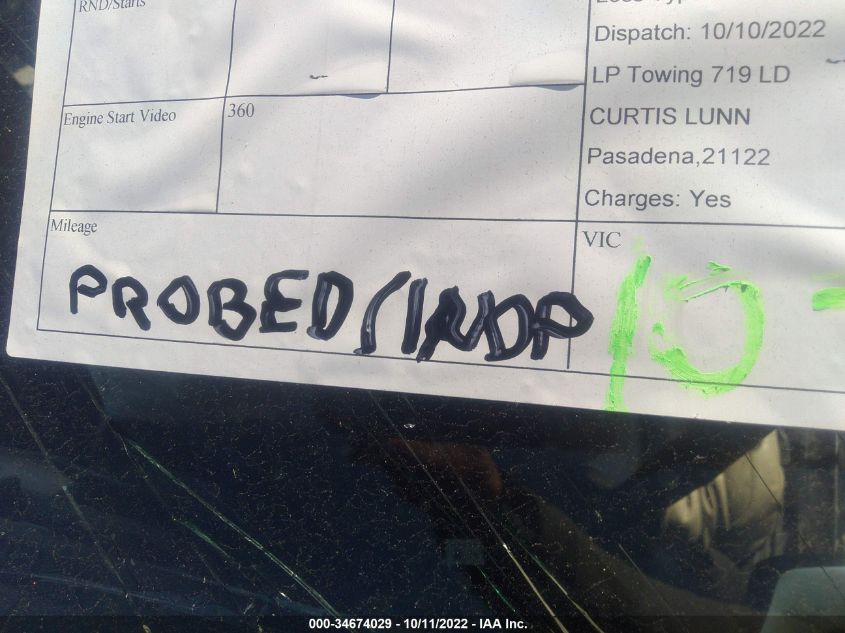 RND/Starts
Dispatch: 10/10/2022
LP Towing 719 LD
Engine Start Video
360
CURTIS LUNN
Pasadena,21122
Charges: Yes
Mileage
VIC
PROBED/INDP
10-
000-34674029 - 10/11/2022 - IAA Inc.